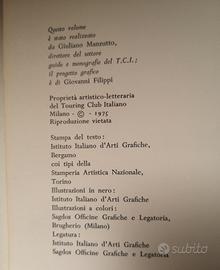 Questo volume
è stato realizzato
da Giuliano Manzutto,
direttore del settore
guide e monografie del T.C.I.;
il progetto grafico
è di Giovanni Filippi
Proprietà artistico-letteraria
del Touring Club Italiano
Milano - © - 1975
Riproduzione vietata
Stampa del testo:
Istituto Italiano d'Arti Grafiche,
Bergamo
coi tipi della
Stamperia Artistica Nazionale,
Torino
Illustrazioni in nero:
Istituto Italiano d'Arti Grafiche
Illustrazioni a colori:
Sagdos Officine Grafiche e Legatoria,
Brugherio (Milano)
Legatura:
Istituto Italiano d'Arti Grafiche
e Sagdos Officine Grafiche e Legatoria,
subito